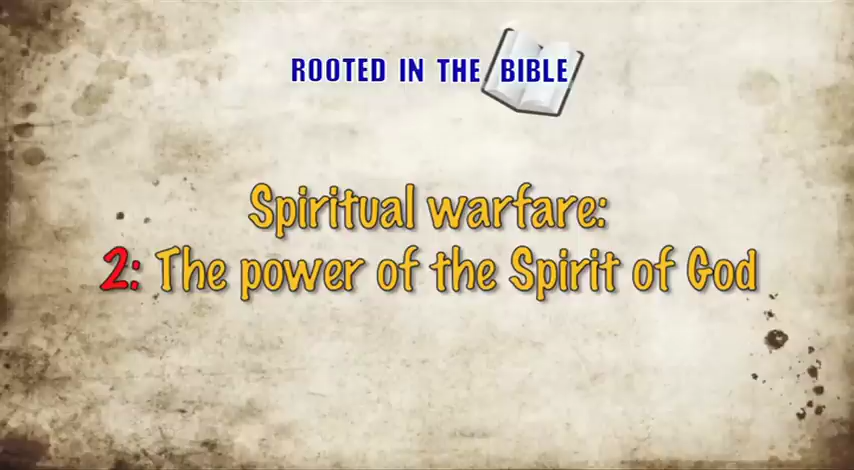 ROOTED IN THE BIBLE
Spiritual warfare:
2: The power of the Spirit of God